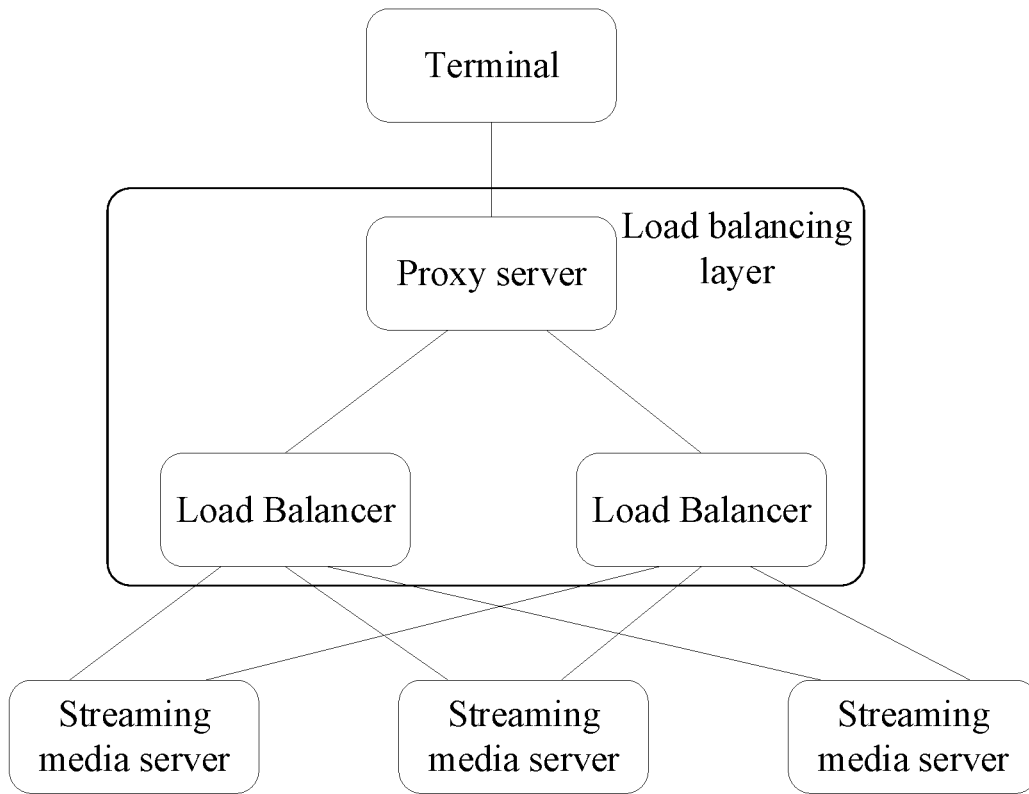 Terminal
Load balancing
layer
Proxy server
Load Balancer
Load Balancer
Streaming
media server
Streaming
media server
Streaming
media server